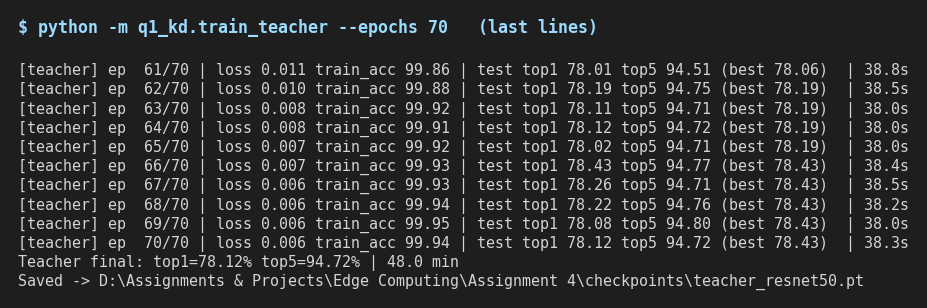 $ python -m q1_kd.train_teacher --epochs 70   (last lines)
[teacher] ep  61/70 | loss 0.011 train_acc 99.86 | test top1 78.01 top5 94.51 (best 78.06)  | 38.8s
[teacher] ep  62/70 | loss 0.010 train_acc 99.88 | test top1 78.19 top5 94.75 (best 78.19)  | 38.5s
[teacher] ep  63/70 | loss 0.008 train_acc 99.92 | test top1 78.11 top5 94.71 (best 78.19)  | 38.0s
[teacher] ep  64/70 | loss 0.008 train_acc 99.91 | test top1 78.12 top5 94.72 (best 78.19)  | 38.0s
[teacher] ep  65/70 | loss 0.007 train_acc 99.92 | test top1 78.02 top5 94.71 (best 78.19)  | 38.0s
[teacher] ep  66/70 | loss 0.007 train_acc 99.93 | test top1 78.43 top5 94.77 (best 78.43)  | 38.4s
[teacher] ep  67/70 | loss 0.006 train_acc 99.93 | test top1 78.26 top5 94.71 (best 78.43)  | 38.5s
[teacher] ep  68/70 | loss 0.006 train_acc 99.94 | test top1 78.22 top5 94.76 (best 78.43)  | 38.2s
[teacher] ep  69/70 | loss 0.006 train_acc 99.95 | test top1 78.08 top5 94.80 (best 78.43)  | 38.0s
[teacher] ep  70/70 | loss 0.006 train_acc 99.94 | test top1 78.12 top5 94.72 (best 78.43)  | 38.3s
Teacher final: top1=78.12% top5=94.72% | 48.0 min
Saved -> D:\Assignments & Projects\Edge Computing\Assignment 4\checkpoints\teacher_resnet50.pt